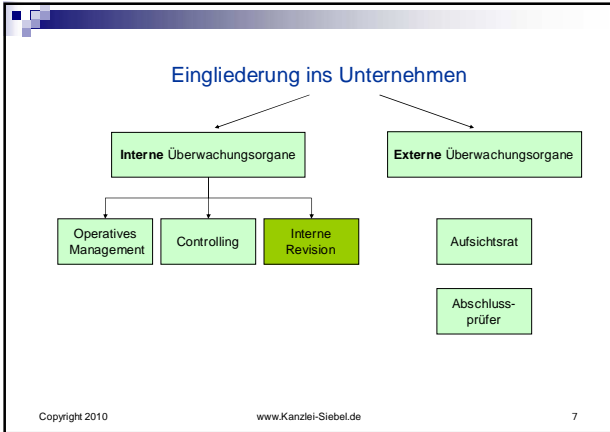 Eingliederung ins Unternehmen
Interne Überwachungsorgane
Externe Überwachungsorgane
Operatives
Management
Controlling
Interne
Revision
Aufsichtsrat
Abschluss-
prüfer
Copyright 2010
www.Kanzlei-Siebel.de
7